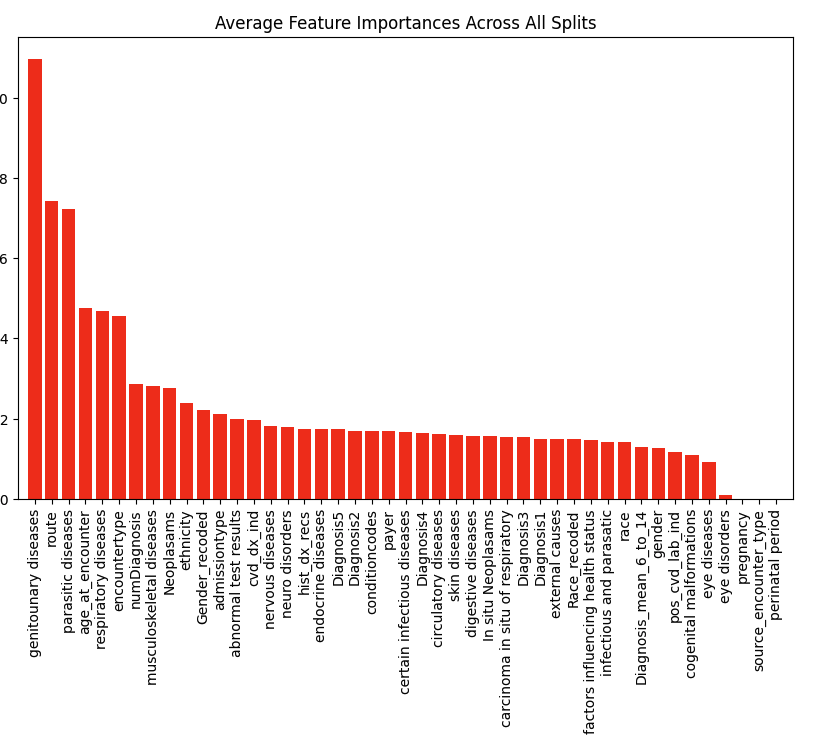 Average Feature Importances Across All Splits
0
8
6
4
2
0
genitounary diseases
route
parasitic diseases
age_at_encounter
respiratory diseases
encountertype
numDiagnosis
musculoskeletal diseases
Neoplasams
ethnicity
Gender_recoded
admissiontype
abnormal test results
cvd_dx_ind
nervous diseases
neuro disorders
hist_dx_recs
endocrine diseases
Diagnosis5
Diagnosis2
conditioncodes
payer
certain infectious diseases
Diagnosis4
circulatory diseases
skin diseases
digestive diseases
In situ Neoplasams
carcinoma in situ of respiratory
Diagnosis3
Diagnosis1
external causes
Race_recoded
factors influencing health status
infectious and parasatic
race
Diagnosis_mean_6_to_14
gender
pos_cvd_lab_ind
cogenital malformations
eye diseases
eye disorders
pregnancy
source_encounter_type
perinatal period